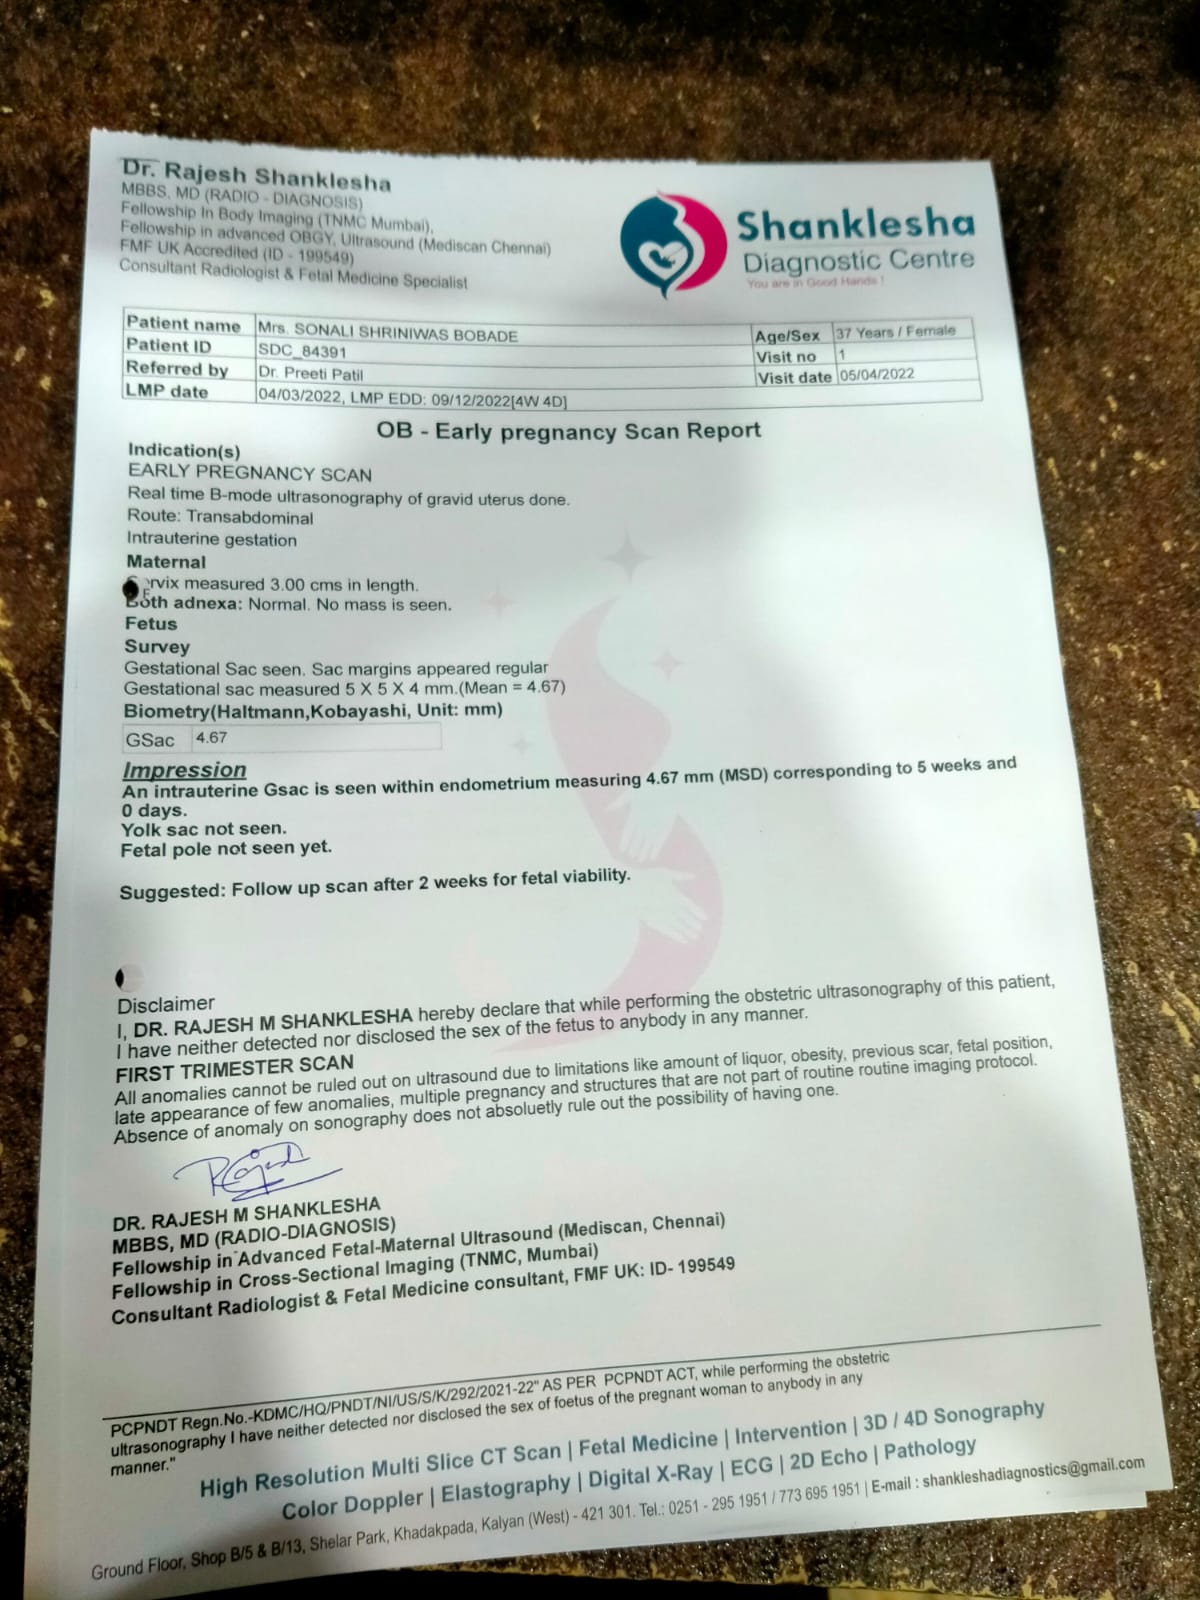 Dr. Rajesh Shanklesha
MBBS, MD (RADIO - DIAGNOSIS)
Fellowship In Body Imaging (TNMC Mumbai),
Fellowship in advanced OBGY, Ultrasound (Mediscan Chennai)
FMF UK Accredited (ID - 199549)
Consultant Radiologist & Fetal Medicine Specialist
Shanklesha
Diagnostic Centre
You are in Good Hands !
Patient name Mrs. SONALI SHRINIWAS BOBADE Age/Sex 37 Years / Female
Patient ID SDC_84391 Visit no 1
Referred by Dr. Preeti Patil Visit date 05/04/2022
LMP date 04/03/2022, LMP EDD: 09/12/2022[4W 4D]
OB - Early pregnancy Scan Report
Indication(s)
EARLY PREGNANCY SCAN
Real time B-mode ultrasonography of gravid uterus done.
Route: Transabdominal
Intrauterine gestation
Maternal
rvix measured 3.00 cms in length.
Both adnexa: Normal. No mass is seen.
Fetus
Survey
Gestational Sac seen. Sac margins appeared regular
Gestational sac measured 5 X 5 X 4 mm.(Mean = 4.67)
Biometry(Haltmann,Kobayashi, Unit: mm)
GSac 4.67
Impression
An intrauterine Gsac is seen within endometrium measuring 4.67 mm (MSD) corresponding to 5 weeks and
0 days.
Yolk sac not seen.
Fetal pole not seen yet.
Suggested: Follow up scan after 2 weeks for fetal viability.
Disclaimer
I, DR. RAJESH M SHANKLESHA hereby declare that while performing the obstetric ultrasonography of this patient,
I have neither detected nor disclosed the sex of the fetus to anybody in any manner.
FIRST TRIMESTER SCAN
All anomalies cannot be ruled out on ultrasound due to limitations like amount of liquor, obesity, previous scar, fetal position,
late appearance of few anomalies, multiple pregnancy and structures that are not part of routine routine imaging protocol.
Absence of anomaly on sonography does not absoluetly rule out the possibility of having one.
DR. RAJESH M SHANKLESHA
MBBS, MD (RADIO-DIAGNOSIS)
Fellowship in Advanced Fetal-Maternal Ultrasound (Mediscan, Chennai)
Fellowship in Cross-Sectional Imaging (TNMC, Mumbai)
Consultant Radiologist & Fetal Medicine consultant, FMF UK: ID- 199549
PCPNDT Regn.No.-KDMC/HQ/PNDT/NI/US/S/K/292/2021-22" AS PER PCPNDT ACT, while performing the obstetric
ultrasonography I have neither detected nor disclosed the sex of foetus of the pregnant woman to anybody in any
manner."
High Resolution Multi Slice CT Scan | Fetal Medicine | Intervention | 3D / 4D Sonography
Color Doppler | Elastography | Digital X-Ray | ECG | 2D Echo | Pathology
Ground Floor, Shop B/5 & B/13, Shelar Park, Khadakpada, Kalyan (West) - 421 301. Tel.: 0251 - 295 1951 / 773 695 1951 | E-mail : shankleshadiagnostics@gmail.com